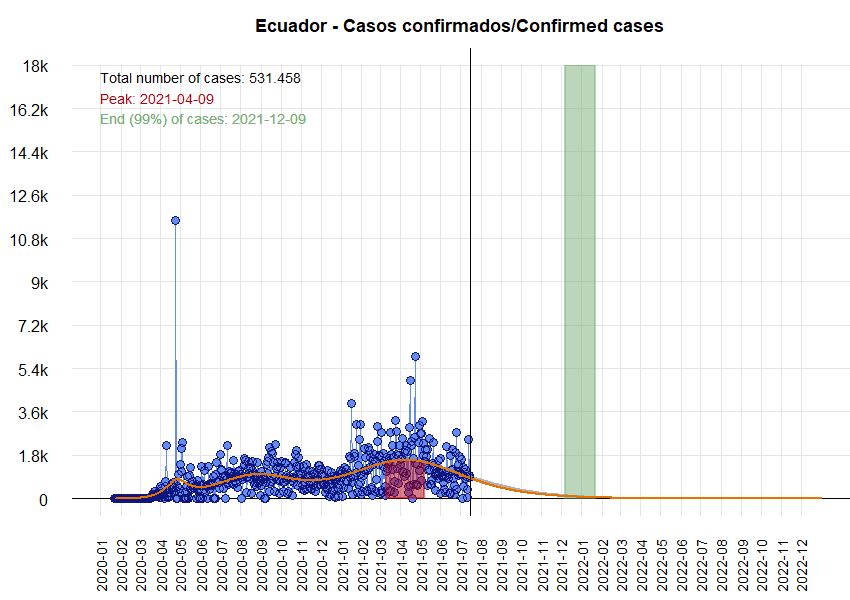 Ecuador - Casos confirmados/Confirmed cases
Total number of cases: 531.458
Peak: 2021-04-09
End (99%) of cases: 2021-12-09
18k
16.2k
14.4k
12.6k
10.8k
9k
7.2k
5.4k
3.6k
1.8k
0
2020-01
2020-02
2020-03
2020-04
2020-05
2020-06
2020-07
2020-08
2020-09
2020-10
2020-11
2020-12
2021-01
2021-02
2021-03
2021-04
2021-05
2021-06
2021-07
2021-08
2021-09
2021-10
2021-11
2021-12
2022-01
2022-02
2022-03
2022-04
2022-05
2022-06
2022-07
2022-08
2022-09
2022-10
2022-11
2022-12